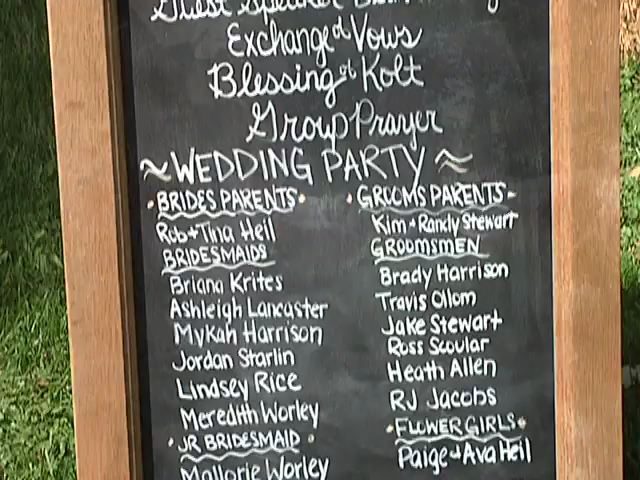 Guest Speaker
Exchange of Vows
Blessing of Kolt
Group Prayer
~WEDDING PARTY~
• BRIDES PARENTS •
Rob + Tina Heil
BRIDESMAIDS
Briana Krites
Ashleigh Lancaster
Mykah Harrison
Jordan Starlin
Lindsey Rice
Meredith Worley
• JR BRIDESMAID •
Mallorie Worley
• GROOMS PARENTS -
Kim + Randy Stewart
GROOMSMEN
Brady Harrison
Travis Ollom
Jake Stewart
Ross Scoular
Heath Allen
RJ Jacobs
• FLOWER GIRLS •
Paige + Ava Heil